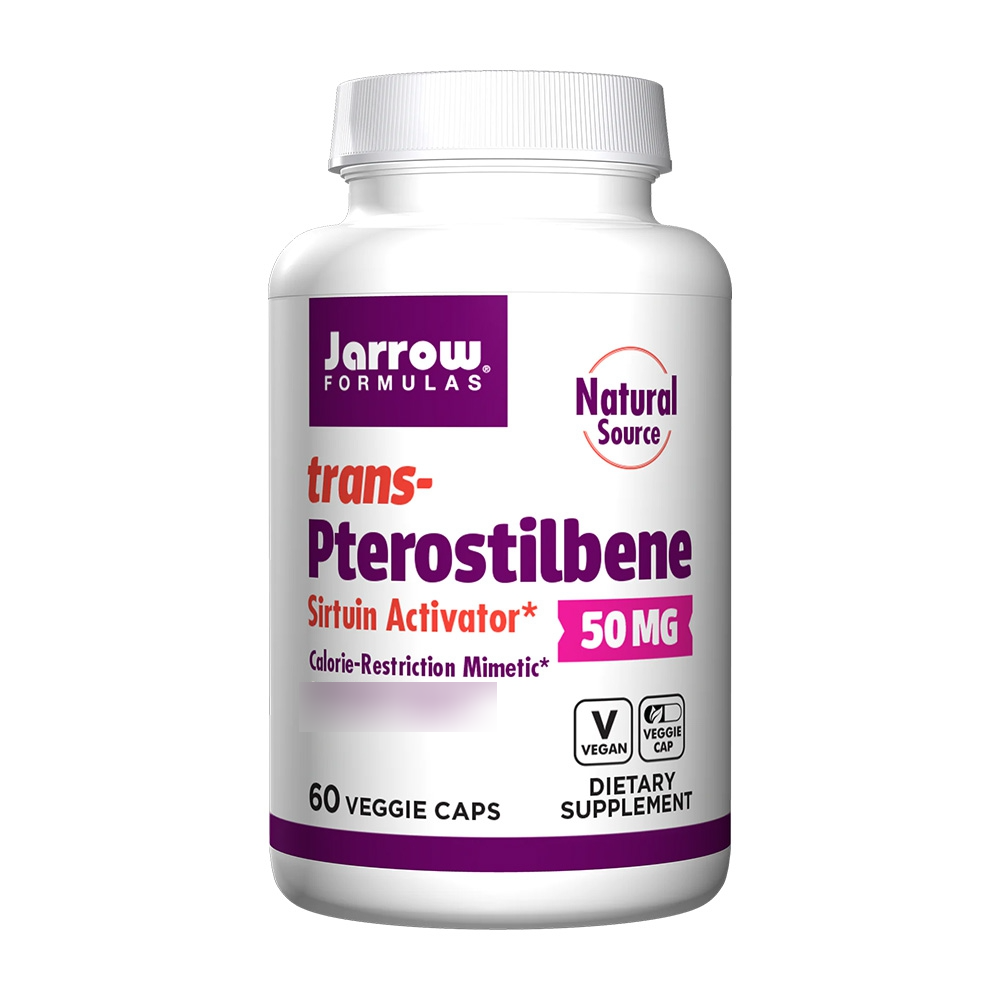 Jarrow®
FORMULAS
Natural
Source
trans-
Pterostilbene
Sirtuin Activator*
50 MG
Calorie-Restriction Mimetic*
V
VEGAN
VEGGIE
CAP
60 VEGGIE CAPS
DIETARY
SUPPLEMENT